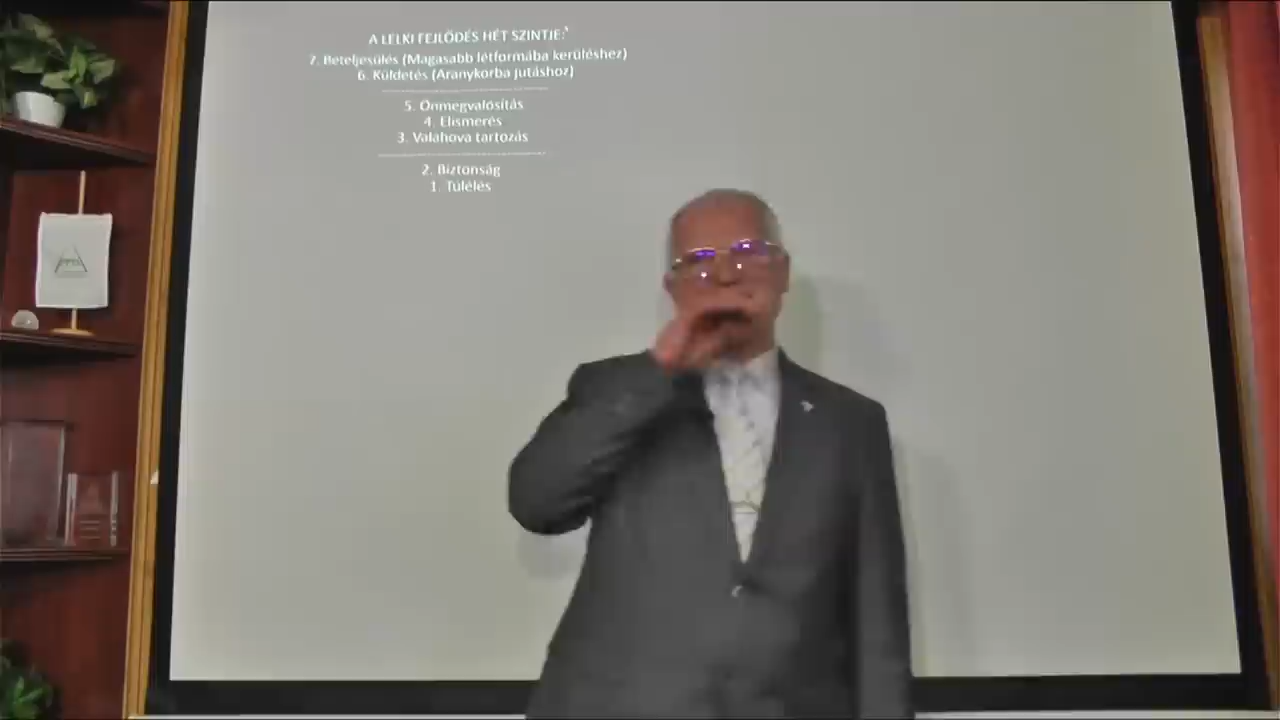 A LELKI FEJLŐDÉS HÉT SZINTJE:
7. Beteljesülés (Magasabb létformába kerüléshez)
6. Küldetés (Aranykorba jutáshoz)
5. Önmegvalósítás
4. Elismerés
3. Valahova tartozás
2. Biztonság
1. Túlélés